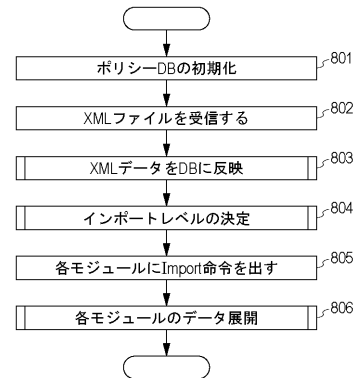 ポリシーDBの初期化
801
XMLファイルを受信する
802
XMLデータをDBに反映
803
インポートレベルの決定
804
各モジュールにImport命令を出す
805
各モジュールのデータ展開
806